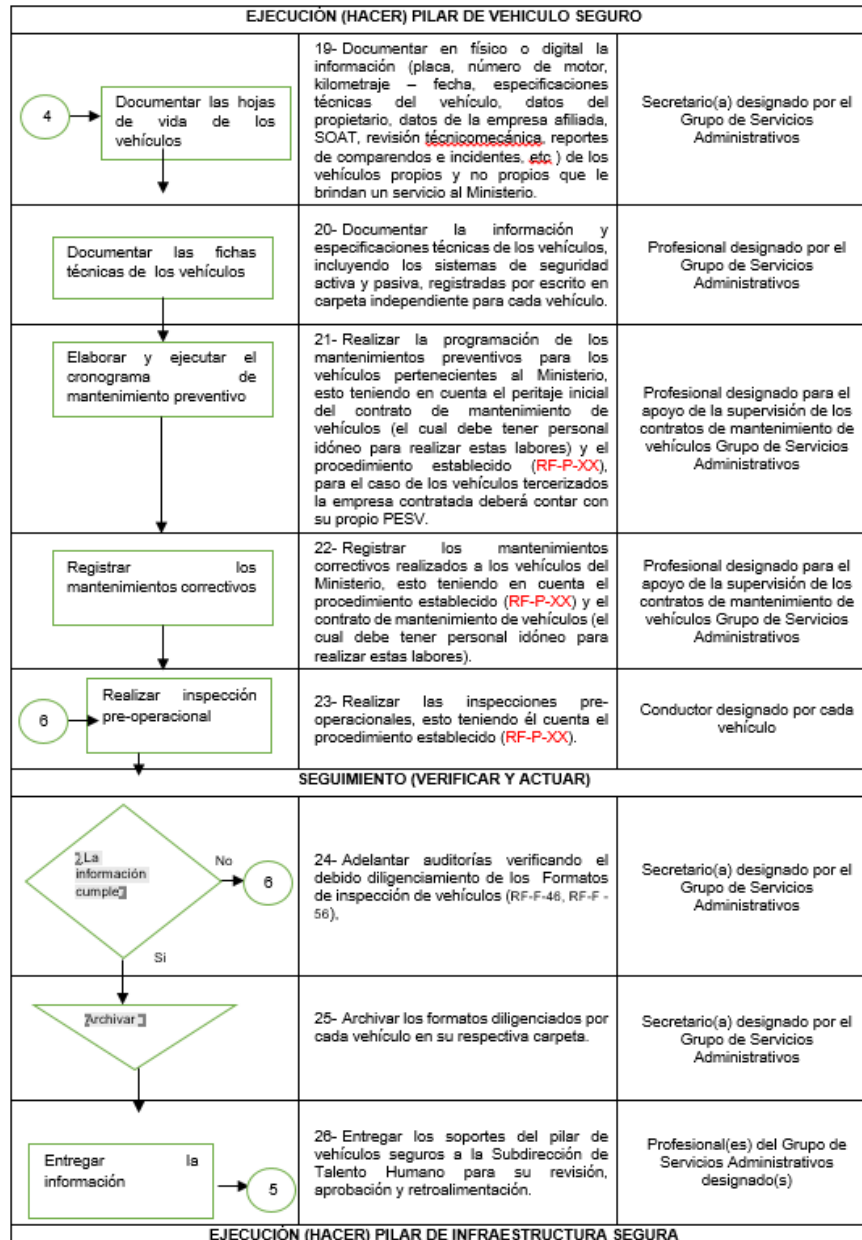 EJECUCIÓN (HACER) PILAR DE VEHICULO SEGURO
4
Documentar las hojas
de vida de los
vehículos
19- Documentar en físico o digital la
información (placa, número de motor,
kilometraje – fecha, especificaciones
técnicas del vehículo, datos del
propietario, datos de la empresa afiliada,
SOAT, revisión técnicomecánica, reportes
de comparendos e incidentes, etc ) de los
vehículos propios y no propios que le
brindan un servicio al Ministerio.
Secretario(a) designado por el
Grupo de Servicios
Administrativos
Documentar las fichas
técnicas de los vehículos
20- Documentar la información y
especificaciones técnicas de los vehículos,
incluyendo los sistemas de seguridad
activa y pasiva, registradas por escrito en
carpeta independiente para cada vehículo.
Profesional designado por el
Grupo de Servicios
Administrativos
Elaborar y ejecutar el
cronograma de
mantenimiento preventivo
21- Realizar la programación de los
mantenimientos preventivos para los
vehículos pertenecientes al Ministerio,
esto teniendo en cuenta el peritaje inicial
del contrato de mantenimiento de
vehículos (el cual debe tener personal
idóneo para realizar estas labores) y el
procedimiento establecido (RF-P-XX),
para el caso de los vehículos tercerizados
la empresa contratada deberá contar con
su propio PESV.
Profesional designado para el
apoyo de la supervisión de los
contratos de mantenimiento de
vehículos Grupo de Servicios
Administrativos
Registrar los
mantenimientos correctivos
22- Registrar los mantenimientos
correctivos realizados a los vehículos del
Ministerio, esto teniendo en cuenta el
procedimiento establecido (RF-P-XX) y el
contrato de mantenimiento de vehículos (el
cual debe tener personal idóneo para
realizar estas labores).
Profesional designado para el
apoyo de la supervisión de los
contratos de mantenimiento de
vehículos Grupo de Servicios
Administrativos
6
Realizar inspección
pre-operacional
23- Realizar las inspecciones pre-
operacionales, esto teniendo él cuenta el
procedimiento establecido (RF-P-XX).
Conductor designado por cada
vehículo
SEGUIMIENTO (VERIFICAR Y ACTUAR)
¿La
información
cumple?
No
6
Si
24- Adelantar auditorías verificando el
debido diligenciamiento de los Formatos
de inspección de vehículos (RF-F-46, RF-F -
56),
Secretario(a) designado por el
Grupo de Servicios
Administrativos
Archivar
25- Archivar los formatos diligenciados por
cada vehículo en su respectiva carpeta.
Secretario(a) designado por el
Grupo de Servicios
Administrativos
Entregar la
información
5
26- Entregar los soportes del pilar de
vehículos seguros a la Subdirección de
Talento Humano para su revisión,
aprobación y retroalimentación.
Profesional(es) del Grupo de
Servicios Administrativos
designado(s)
EJECUCIÓN (HACER) PILAR DE INFRAESTRUCTURA SEGURA